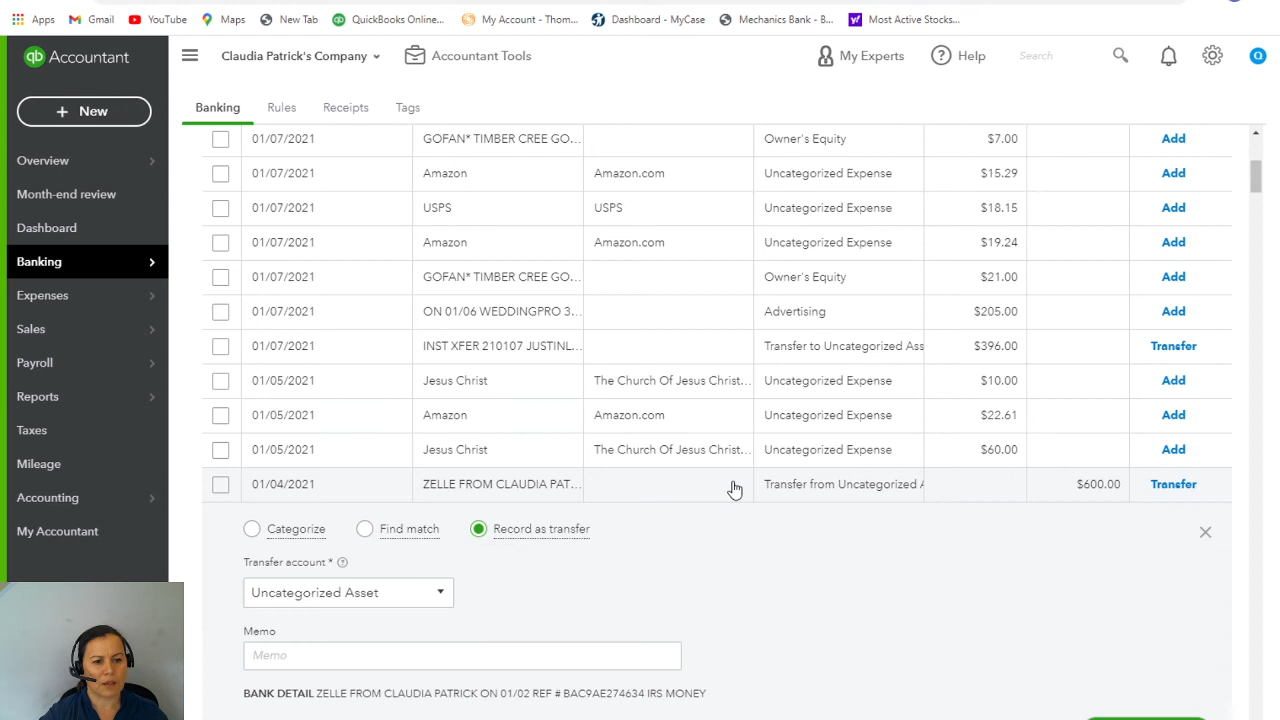 Apps Gmail YouTube Maps New Tab QuickBooks Online... My Account - Thom... Dashboard - MyCase Mechanics Bank - B... Most Active Stocks...
qb Accountant Claudia Patrick's Company Accountant Tools My Experts ? Help Search Q
+ New
Banking Rules Receipts Tags
01/07/2021 GOFAN* TIMBER CREE GO... Owner's Equity $7.00 Add
Overview
01/07/2021 Amazon Amazon.com Uncategorized Expense $15.29 Add
Month-end review
01/07/2021 USPS USPS Uncategorized Expense $18.15 Add
Dashboard
01/07/2021 Amazon Amazon.com Uncategorized Expense $19.24 Add
Banking
01/07/2021 GOFAN* TIMBER CREE GO... Owner's Equity $21.00 Add
Expenses
01/07/2021 ON 01/06 WEDDINGPRO 3... Advertising $205.00 Add
Sales
01/07/2021 INST XFER 210107 JUSTINL... Transfer to Uncategorized Ass $396.00 Transfer
Payroll
01/05/2021 Jesus Christ The Church Of Jesus Christ... Uncategorized Expense $10.00 Add
Reports
01/05/2021 Amazon Amazon.com Uncategorized Expense $22.61 Add
Taxes
01/05/2021 Jesus Christ The Church Of Jesus Christ... Uncategorized Expense $60.00 Add
Mileage
01/04/2021 ZELLE FROM CLAUDIA PAT... Transfer from Uncategorized A $600.00 Transfer
Accounting
My Account
Categorize Find match Record as transfer
Transfer account * ?
Uncategorized Asset
Memo
Memo
BANK DETAIL ZELLE FROM CLAUDIA PATRICK ON 01/02 REF # BAC9AE274634 IRS MONEY